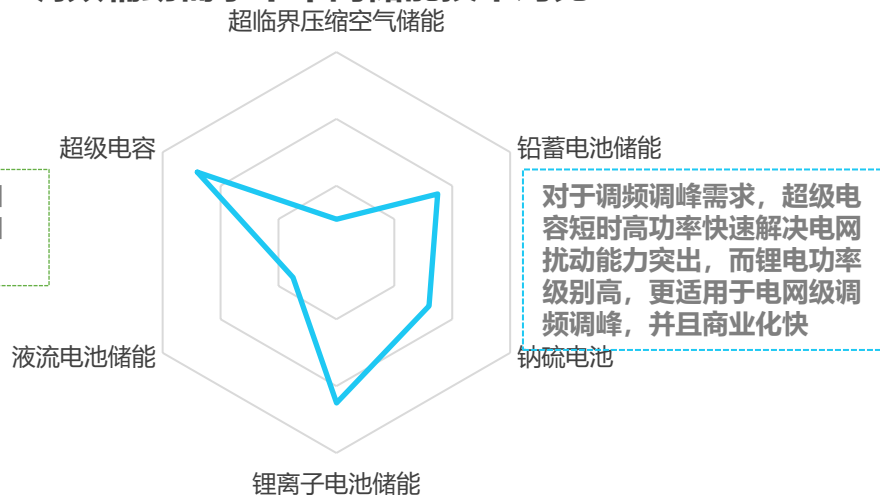 超临界压缩空气储能
超级电容
铅蓄电池储能
对于调频调峰需求，超级电
容短时高功率快速解决电网
扰动能力突出，而锂电功率
级别高，更适用于电网级调
频调峰，并且商业化快
液流电池储能
钠硫电池
锂离子电池储能